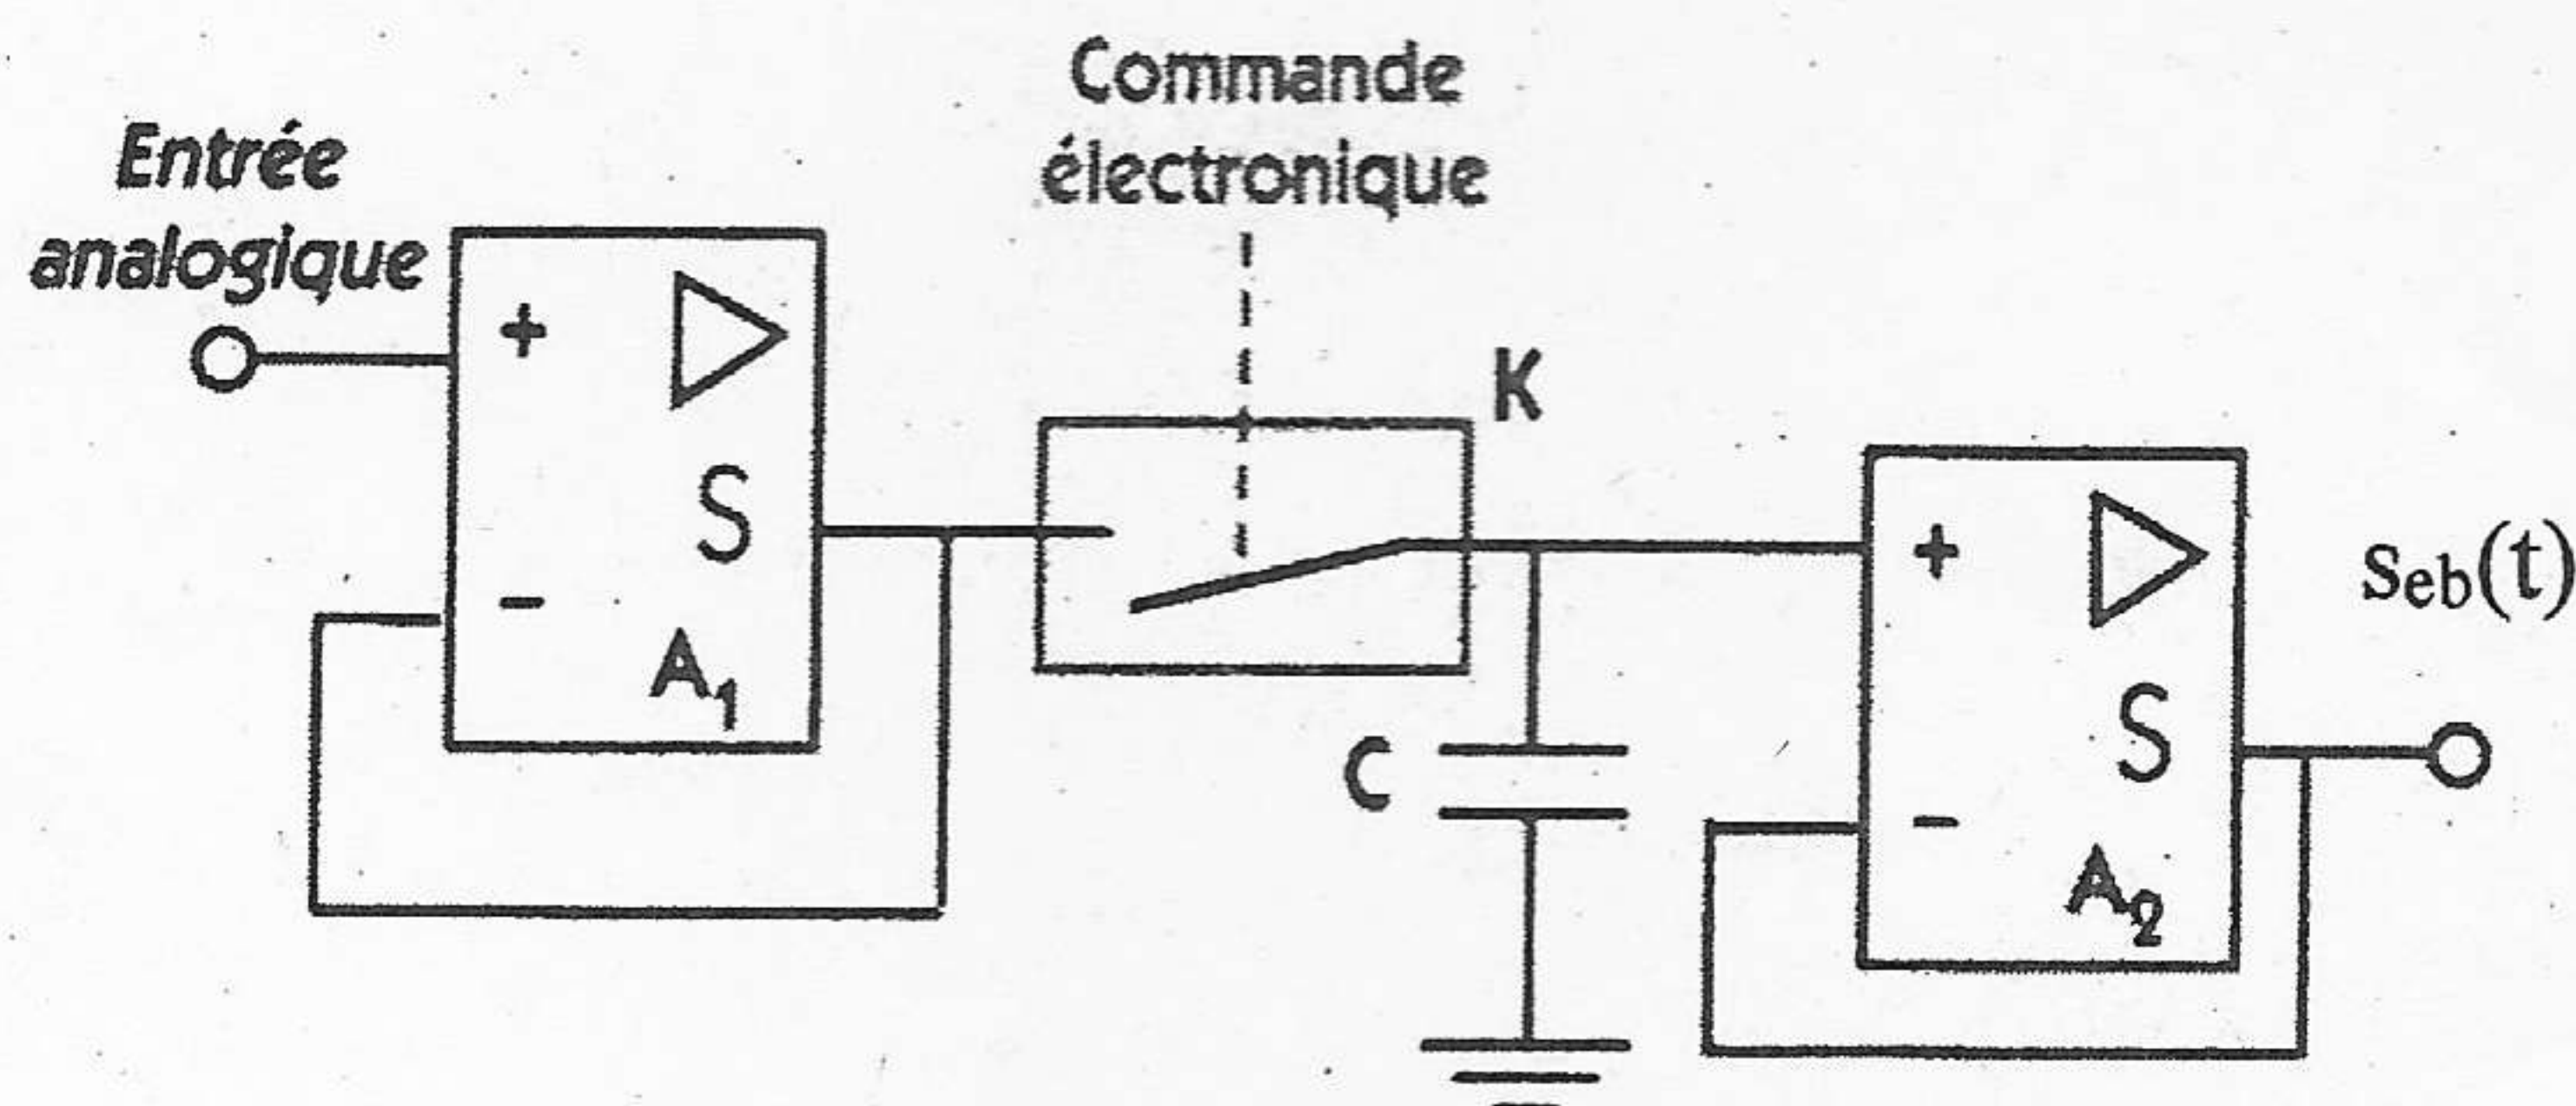 Commande
électronique
Entrée
analogique
K
+
S
-
A1
+
S
-
A2
C
seb(t)